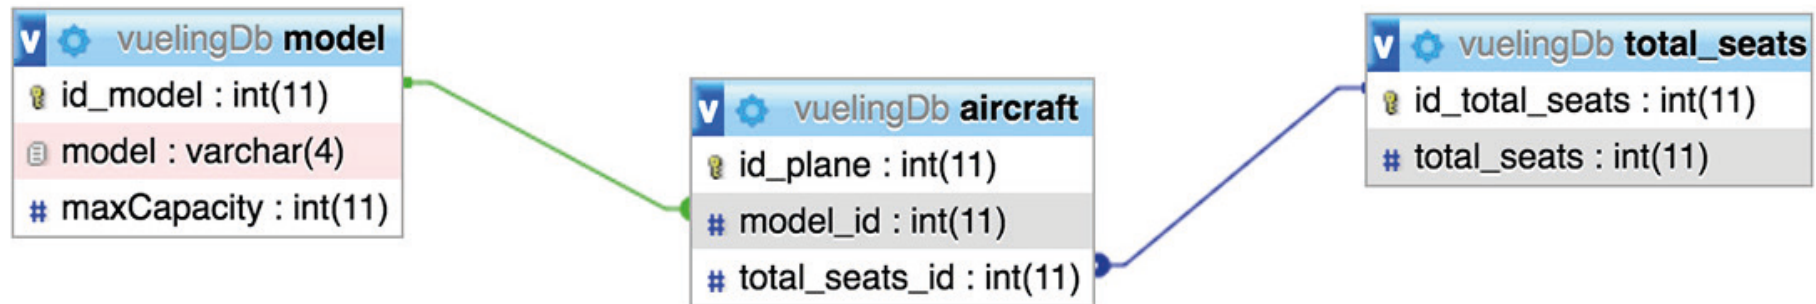 v vuelingDb model
id_model : int(11)
model : varchar(4)
# maxCapacity : int(11)
v vuelingDb aircraft
id_plane : int(11)
# model_id : int(11)
# total_seats_id : int(11)
v vuelingDb total_seats
id_total_seats : int(11)
# total_seats : int(11)